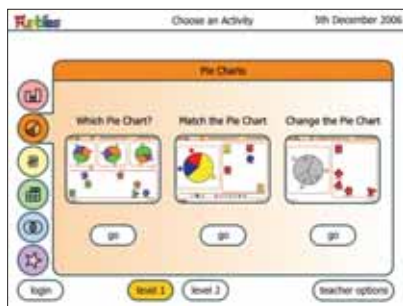 Choose an Activity
5th December 2006
Pie Charts
Which Pie Chart?
Match the Pie Chart
Change the Pie Chart
go
go
go
login
level 1
level 2
teacher options